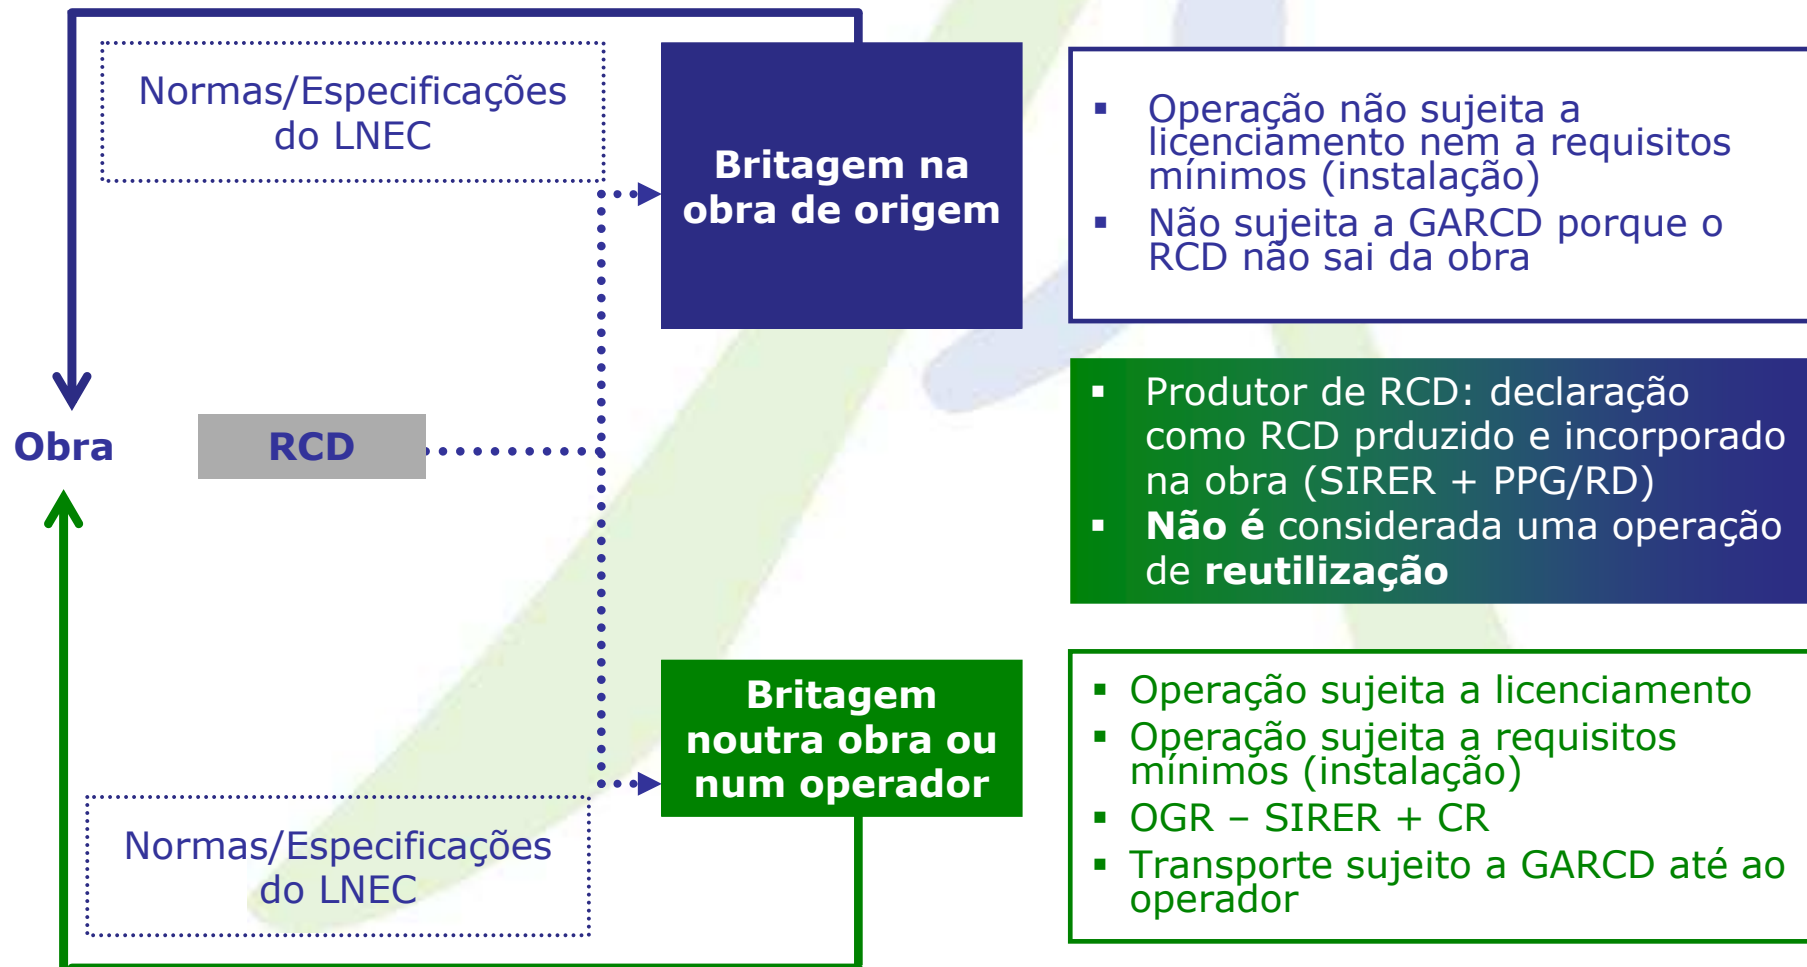 Normas/Especificações
do LNEC
Britagem na
obra de origem
▪ Operação não sujeita a
licenciamento nem a requisitos
mínimos (instalação)
▪ Não sujeita a GARCD porque o
RCD não sai da obra
Obra
RCD
▪ Produtor de RCD: declaração
como RCD prduzido e incorporado
na obra (SIRER + PPG/RD)
▪ Não é considerada uma operação
de reutilização
Britagem
noutra obra ou
num operador
Normas/Especificações
do LNEC
▪ Operação sujeita a licenciamento
▪ Operação sujeita a requisitos
mínimos (instalação)
▪ OGR – SIRER + CR
▪ Transporte sujeito a GARCD até ao
operador